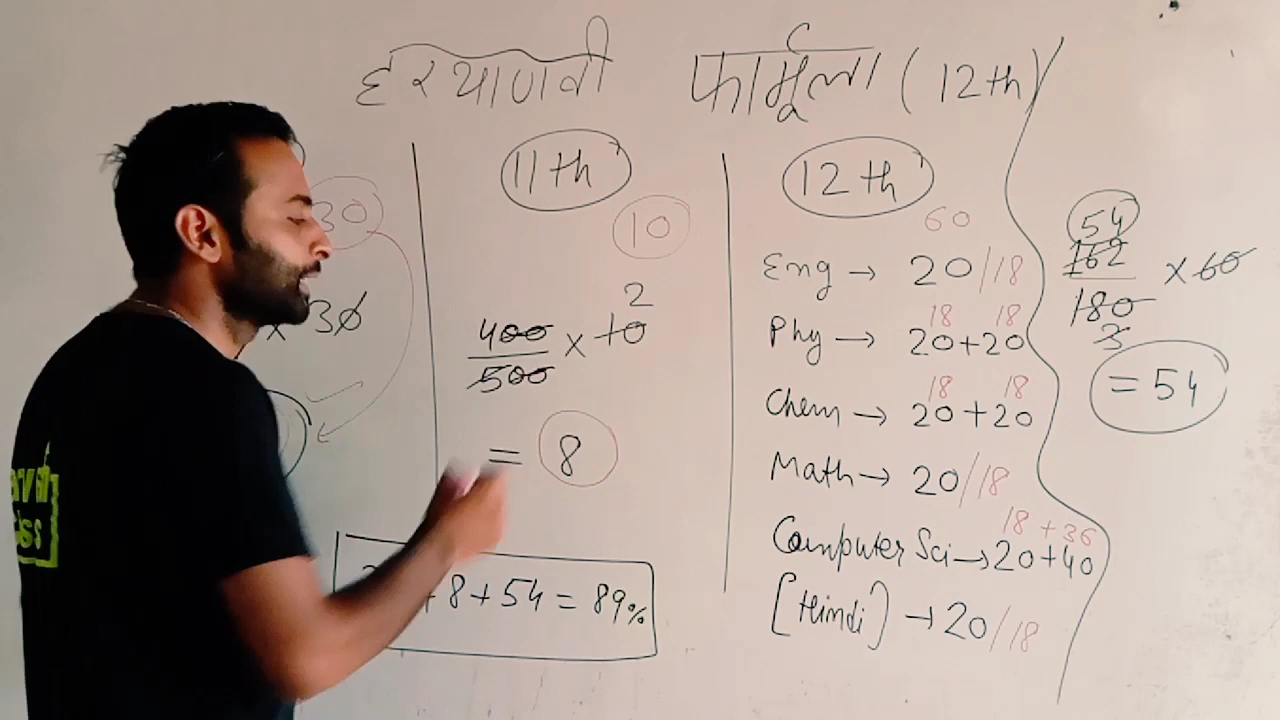 हरयाणवी फार्मूला (12th)
30
× 30
11th
10
2
400/500 × 10
= 8
+ 8 + 54 = 89%
12th
60
Eng → 20/18
18 18
Phy → 20+20
18 18
Chem → 20+20
Math → 20/18
18 + 36
Computer Sci → 20+40
[Hindi] → 20/18
54
162/180 × 60
3
= 54